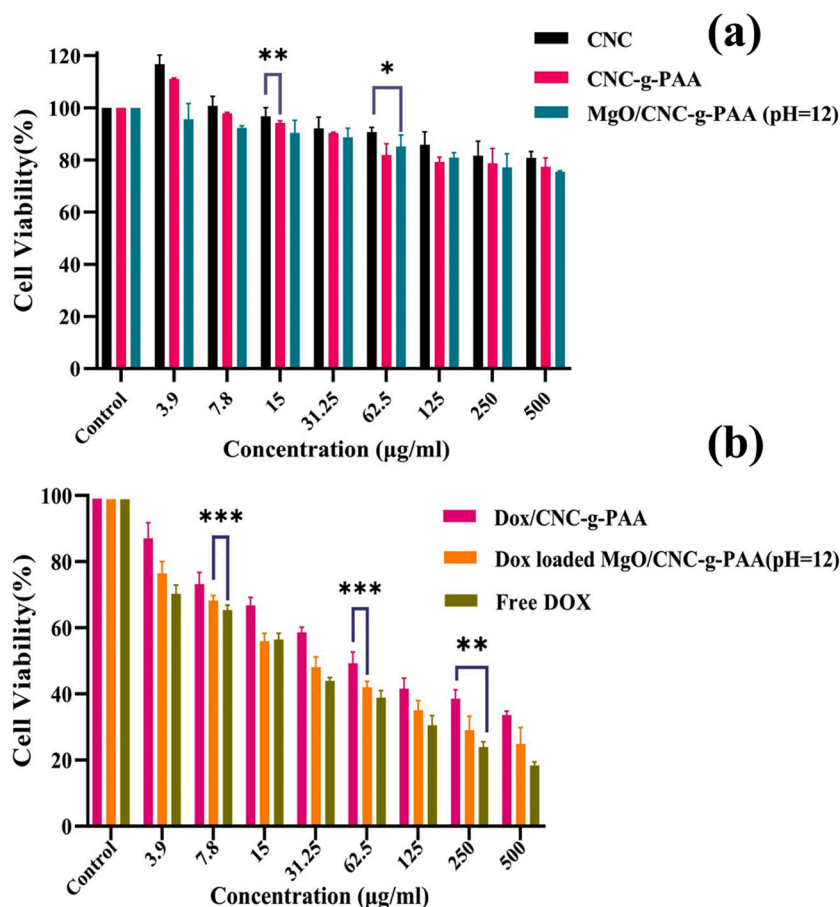 (a)
CNC
CNC-g-PAA
MgO/CNC-g-PAA (pH=12)
**
*
Cell Viability(%)
120
100
80
60
40
20
0
Control
3.9
7.8
15
31.25
62.5
125
250
500
Concentration (µg/ml)
(b)
Dox/CNC-g-PAA
Dox loaded MgO/CNC-g-PAA(pH=12)
Free DOX
***
***
**
Cell Viability(%)
100
80
60
40
20
0
Control
3.9
7.8
15
31.25
62.5
125
250
500
Concentration (µg/ml)